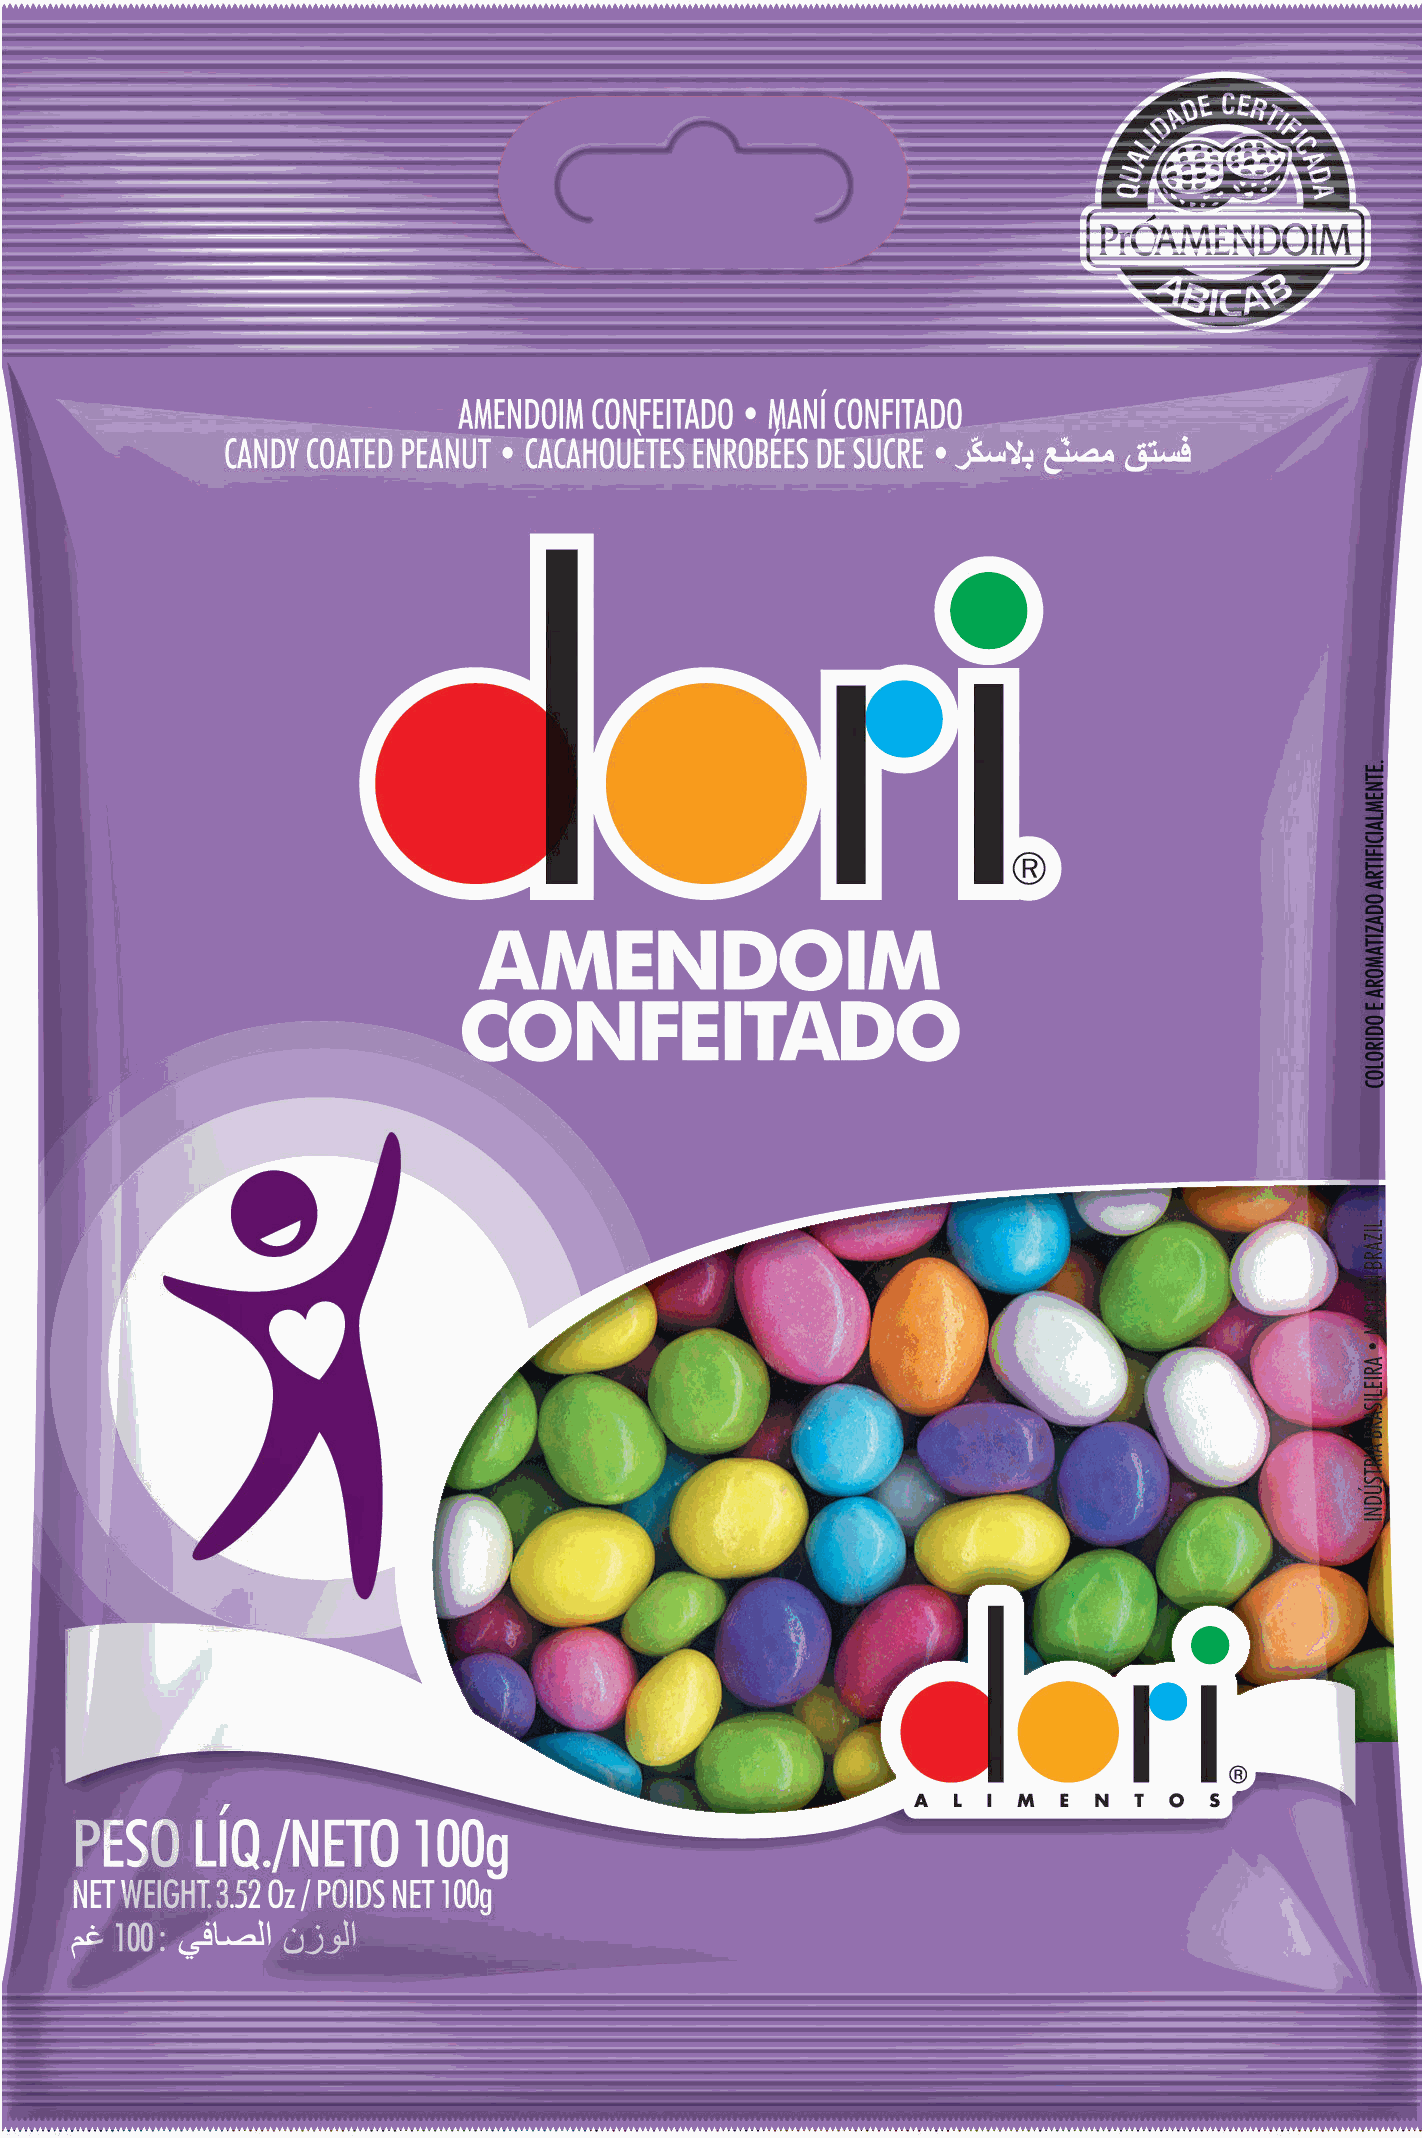 QUALIDADE CERTIFICADA
PrÓAMENDOIM
ABICAB
AMENDOIM CONFEITADO • MANÍ CONFITADO
CANDY COATED PEANUT • CACAHOUÈTES ENROBÉES DE SUCRE • فستق مصنّع بالاسكّر
dori®
AMENDOIM
CONFEITADO
COLORIDO E AROMATIZADO ARTIFICIALMENTE.
INDÚSTRIA BRASILEIRA • BRAZIL
dori®
ALIMENTOS
PESO LÍQ./NETO 100g
NET WEIGHT. 3.52 Oz / POIDS NET 100g
الوزن الصافي : 100 غم